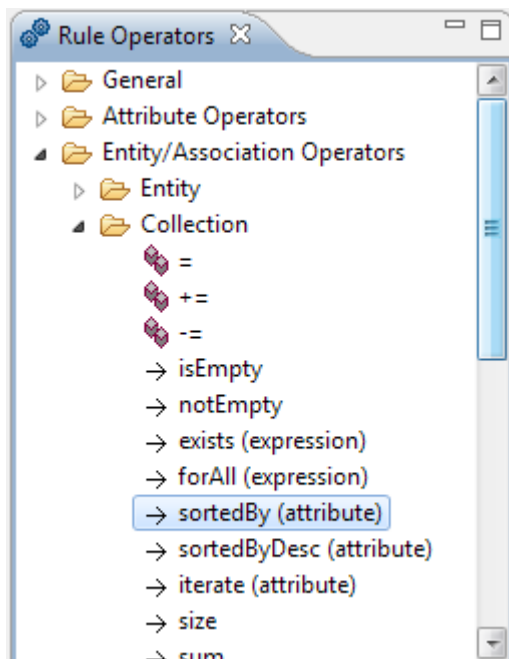 Rule Operators
General
Attribute Operators
Entity/Association Operators
Entity
Collection
=
+=
-=
→ isEmpty
→ notEmpty
→ exists (expression)
→ forAll (expression)
→ sortedBy (attribute)
→ sortedByDesc (attribute)
→ iterate (attribute)
→ size
→ sum